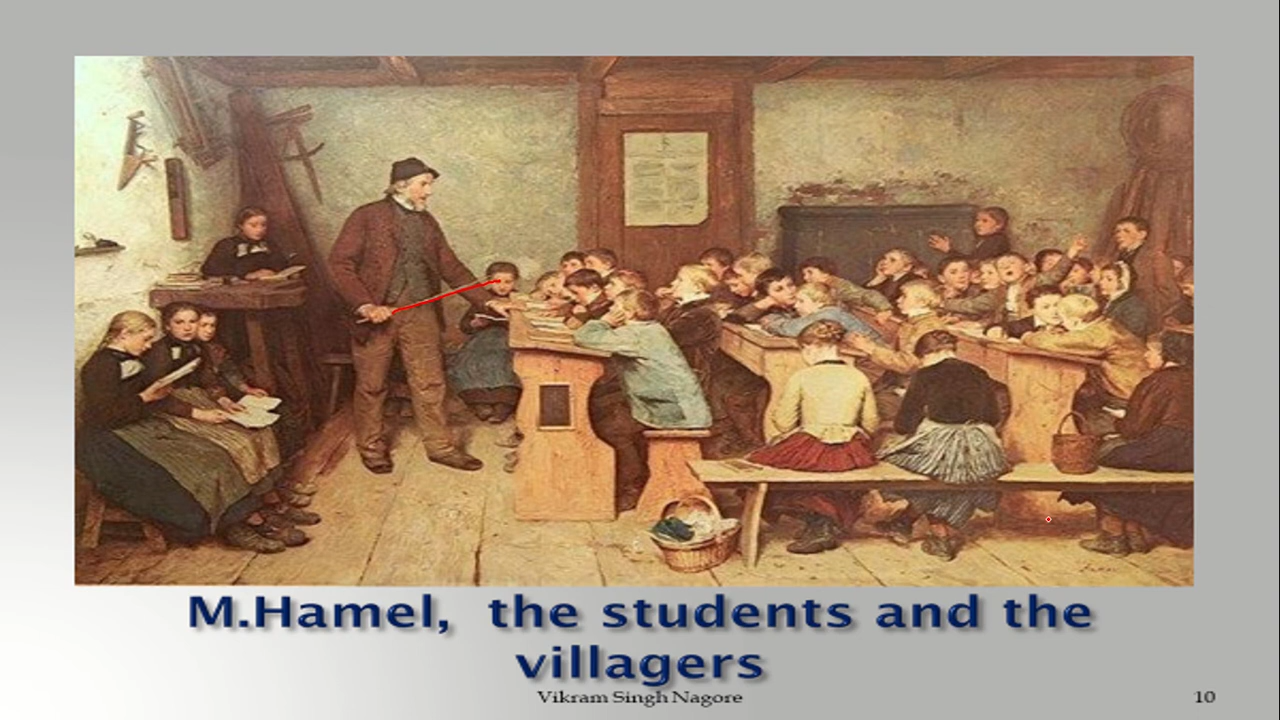 M.Hamel, the students and the
villagers
Vikram Singh Nagore
10